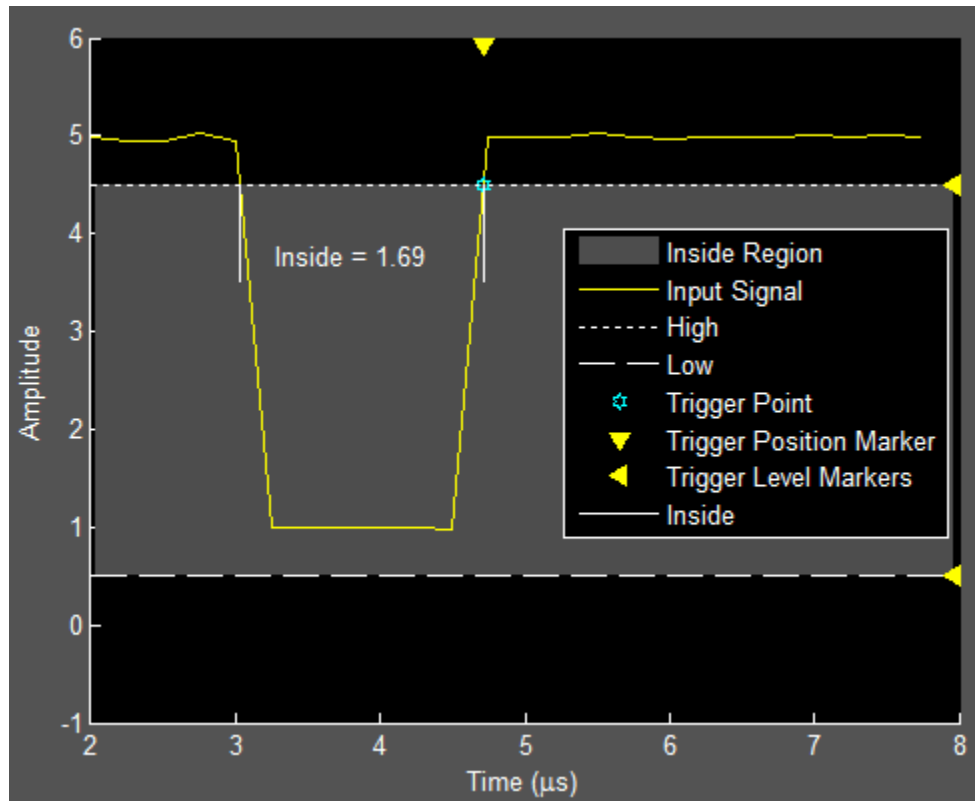 6
5
4
3
2
1
0
-1
Amplitude
Inside = 1.69
Inside Region
Input Signal
High
Low
Trigger Point
Trigger Position Marker
Trigger Level Markers
Inside
2 3 4 5 6 7 8
Time (µs)